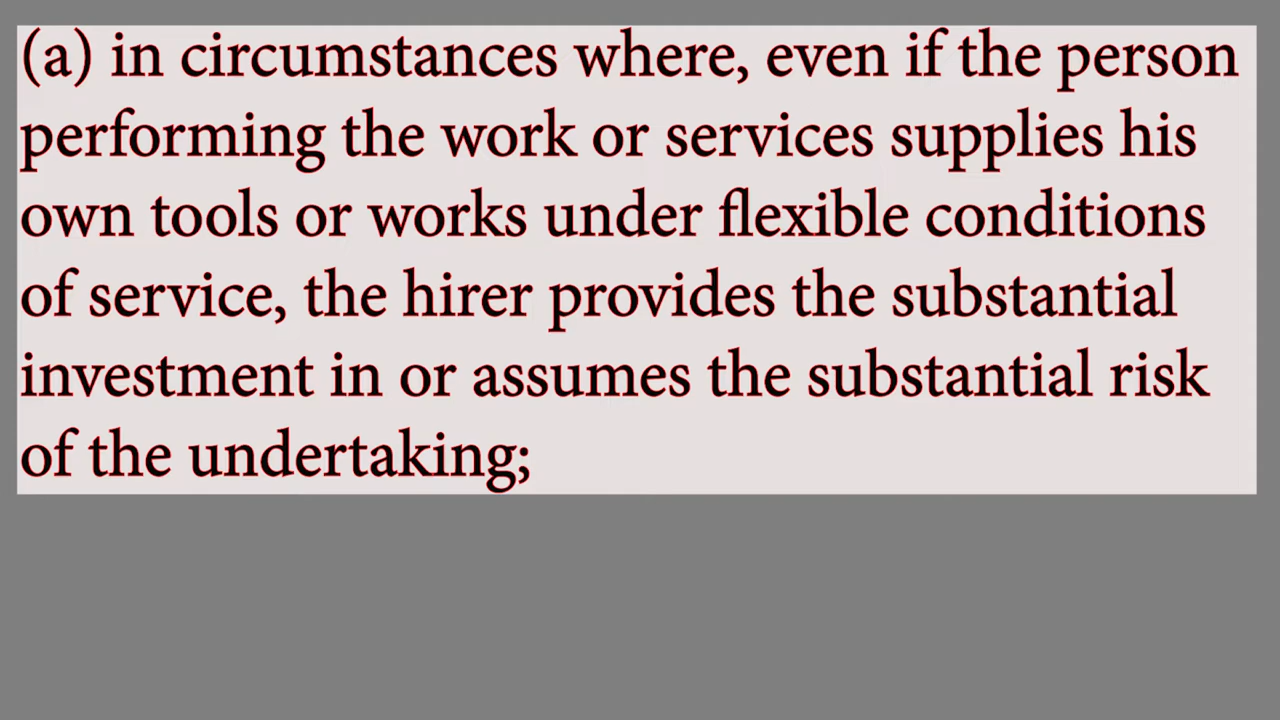 (a) in circumstances where, even if the person
performing the work or services supplies his
own tools or works under flexible conditions
of service, the hirer provides the substantial
investment in or assumes the substantial risk
of the undertaking;